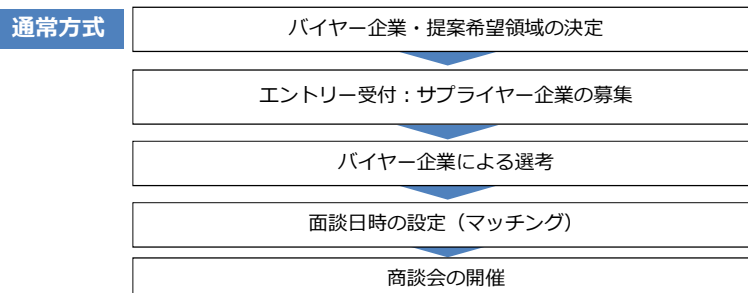 通常方式
バイヤー企業・提案希望領域の決定
エントリー受付：サプライヤー企業の募集
バイヤー企業による選考
面談日時の設定（マッチング）
商談会の開催